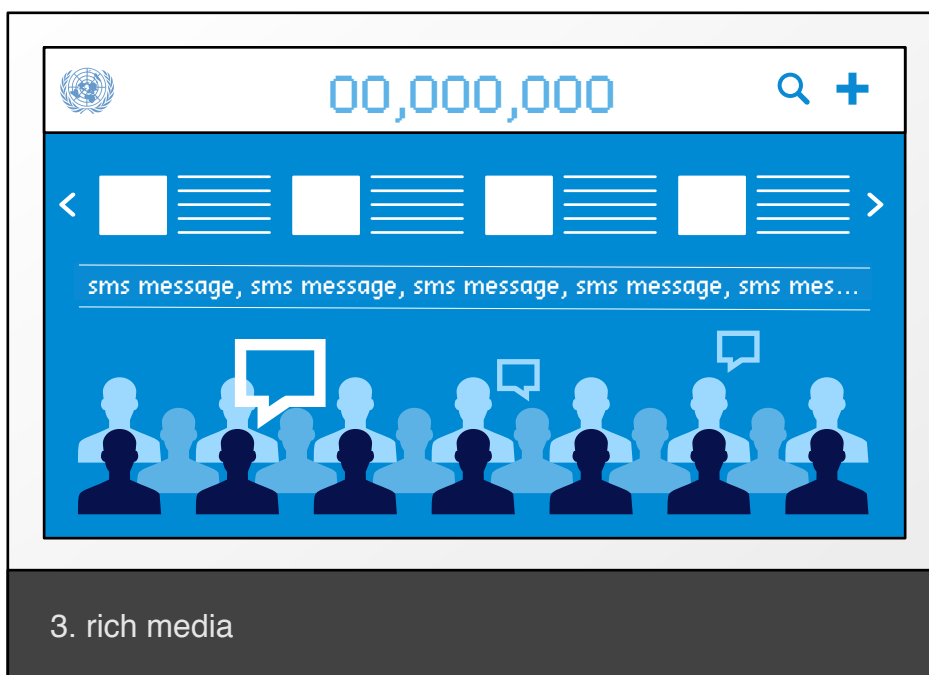 00,000,000
sms message, sms message, sms message, sms message, sms mes...
3. rich media